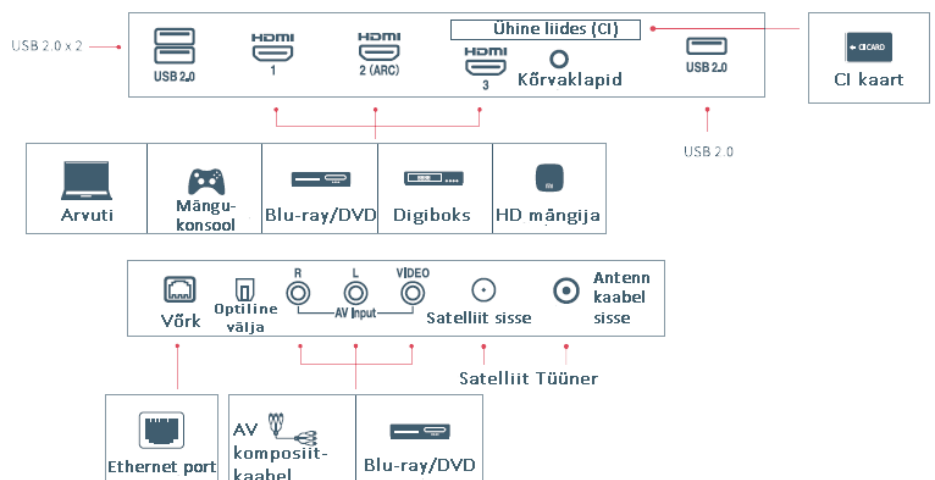 USB 2.0 x 2
USB 2.0
HDMI
1
HDMI
2 (ARC)
Ühine liides (CI)
HDMI
3
Kõrvaklapid
USB 2.0
CI CARD
CI kaart
USB 2.0
Arvuti
Mängu-
konsool
Blu-ray/DVD
Digiboks
HD mängija
Võrk
Optiline
välja
R
L
VIDEO
AV Input
Satelliit sisse
Antenn
kaabel
sisse
Satelliit Tüüner
Ethernet port
AV
komposiit-
kaabel
Blu-ray/DVD